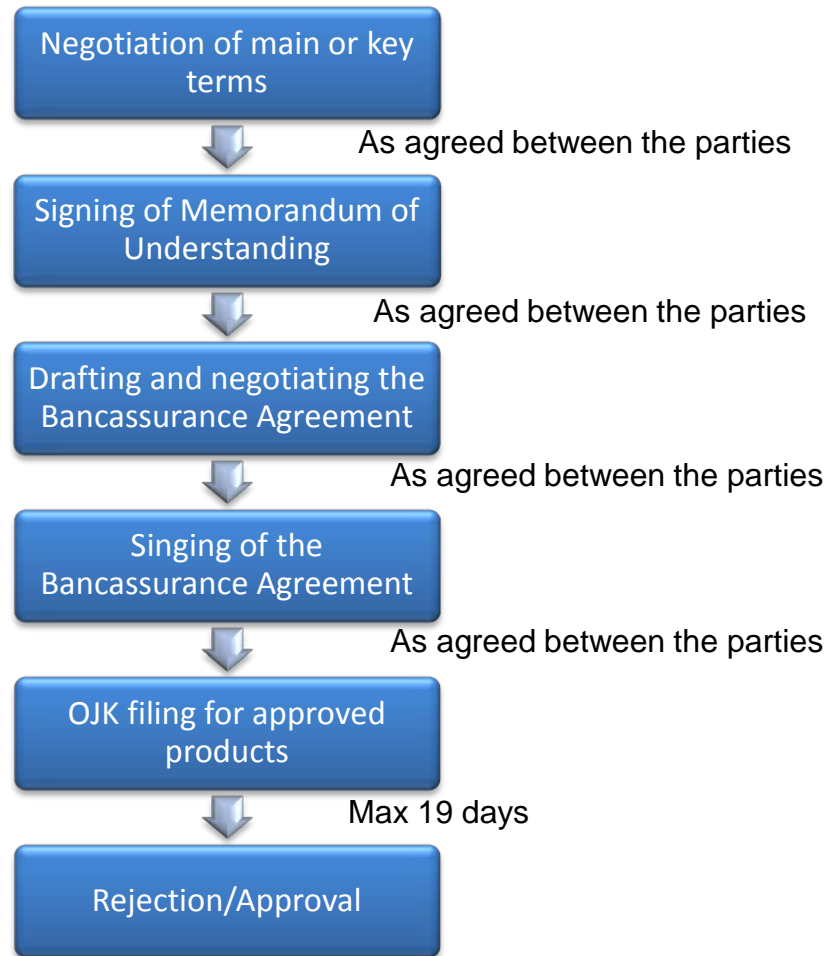 Negotiation of main or key
terms
As agreed between the parties
Signing of Memorandum of
Understanding
As agreed between the parties
Drafting and negotiating the
Bancassurance Agreement
As agreed between the parties
Singing of the
Bancassurance Agreement
As agreed between the parties
OJK filing for approved
products
Max 19 days
Rejection/Approval